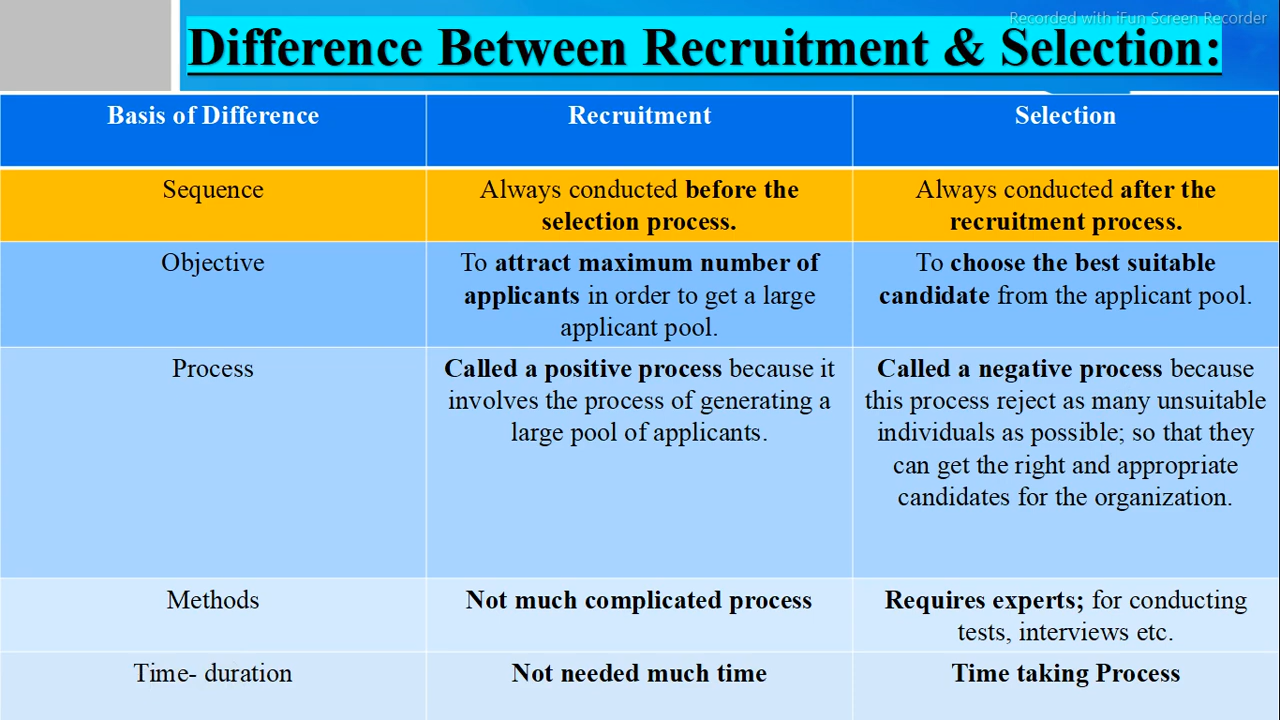 Recorded with iFun Screen Recorder
Difference Between Recruitment & Selection:
Basis of Difference
Recruitment
Selection
Sequence
Always conducted before the
selection process.
Always conducted after the
recruitment process.
Objective
To attract maximum number of
applicants in order to get a large
applicant pool.
To choose the best suitable
candidate from the applicant pool.
Process
Called a positive process because it
involves the process of generating a
large pool of applicants.
Called a negative process because
this process reject as many unsuitable
individuals as possible; so that they
can get the right and appropriate
candidates for the organization.
Methods
Not much complicated process
Requires experts; for conducting
tests, interviews etc.
Time- duration
Not needed much time
Time taking Process